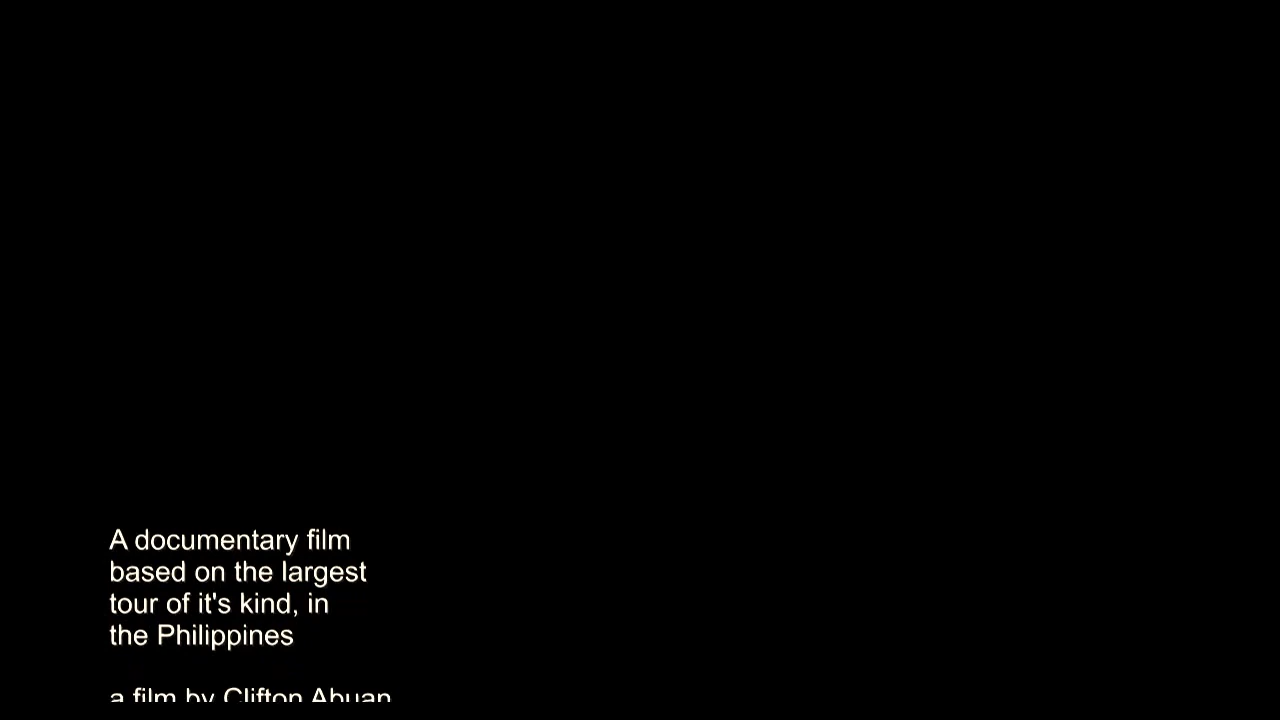 A documentary film
based on the largest
tour of it's kind, in
the Philippines
a film by Clifton Abuan